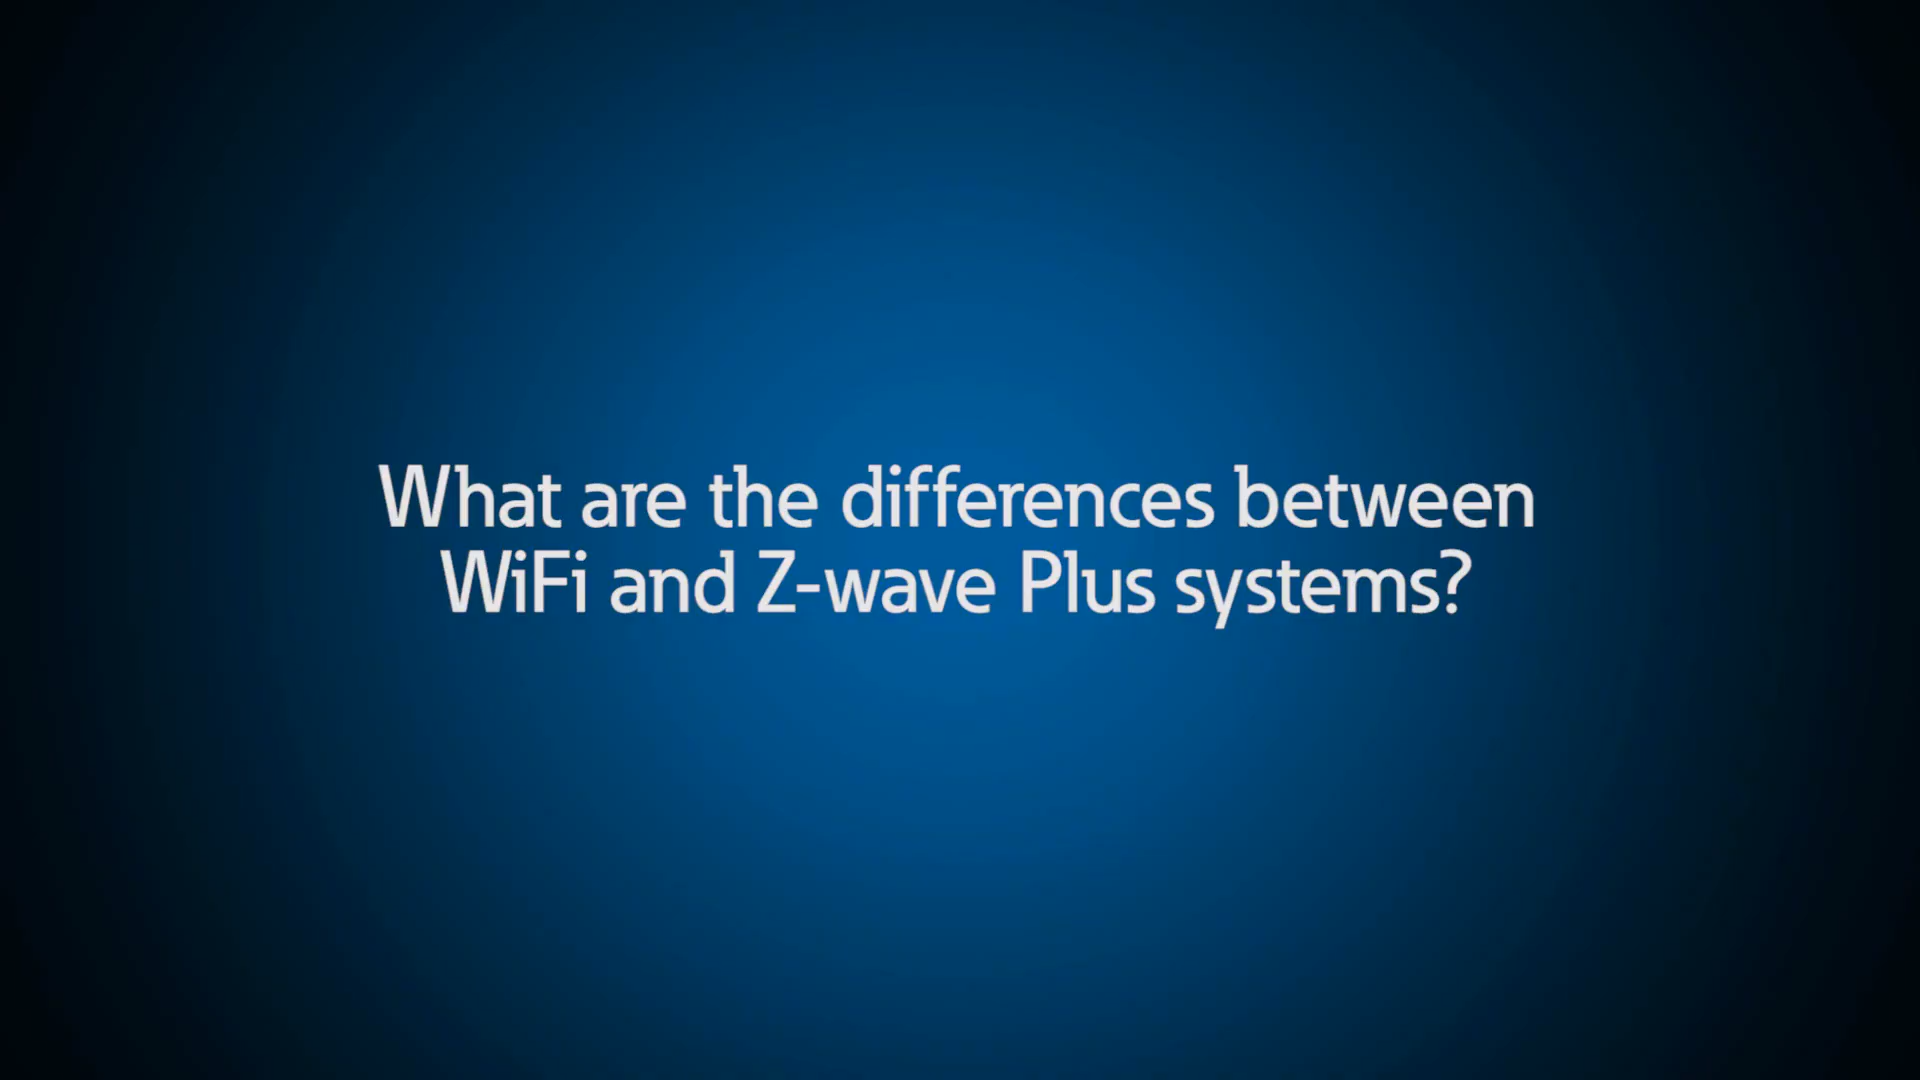 What are the differences between
WiFi and Z-wave Plus systems?